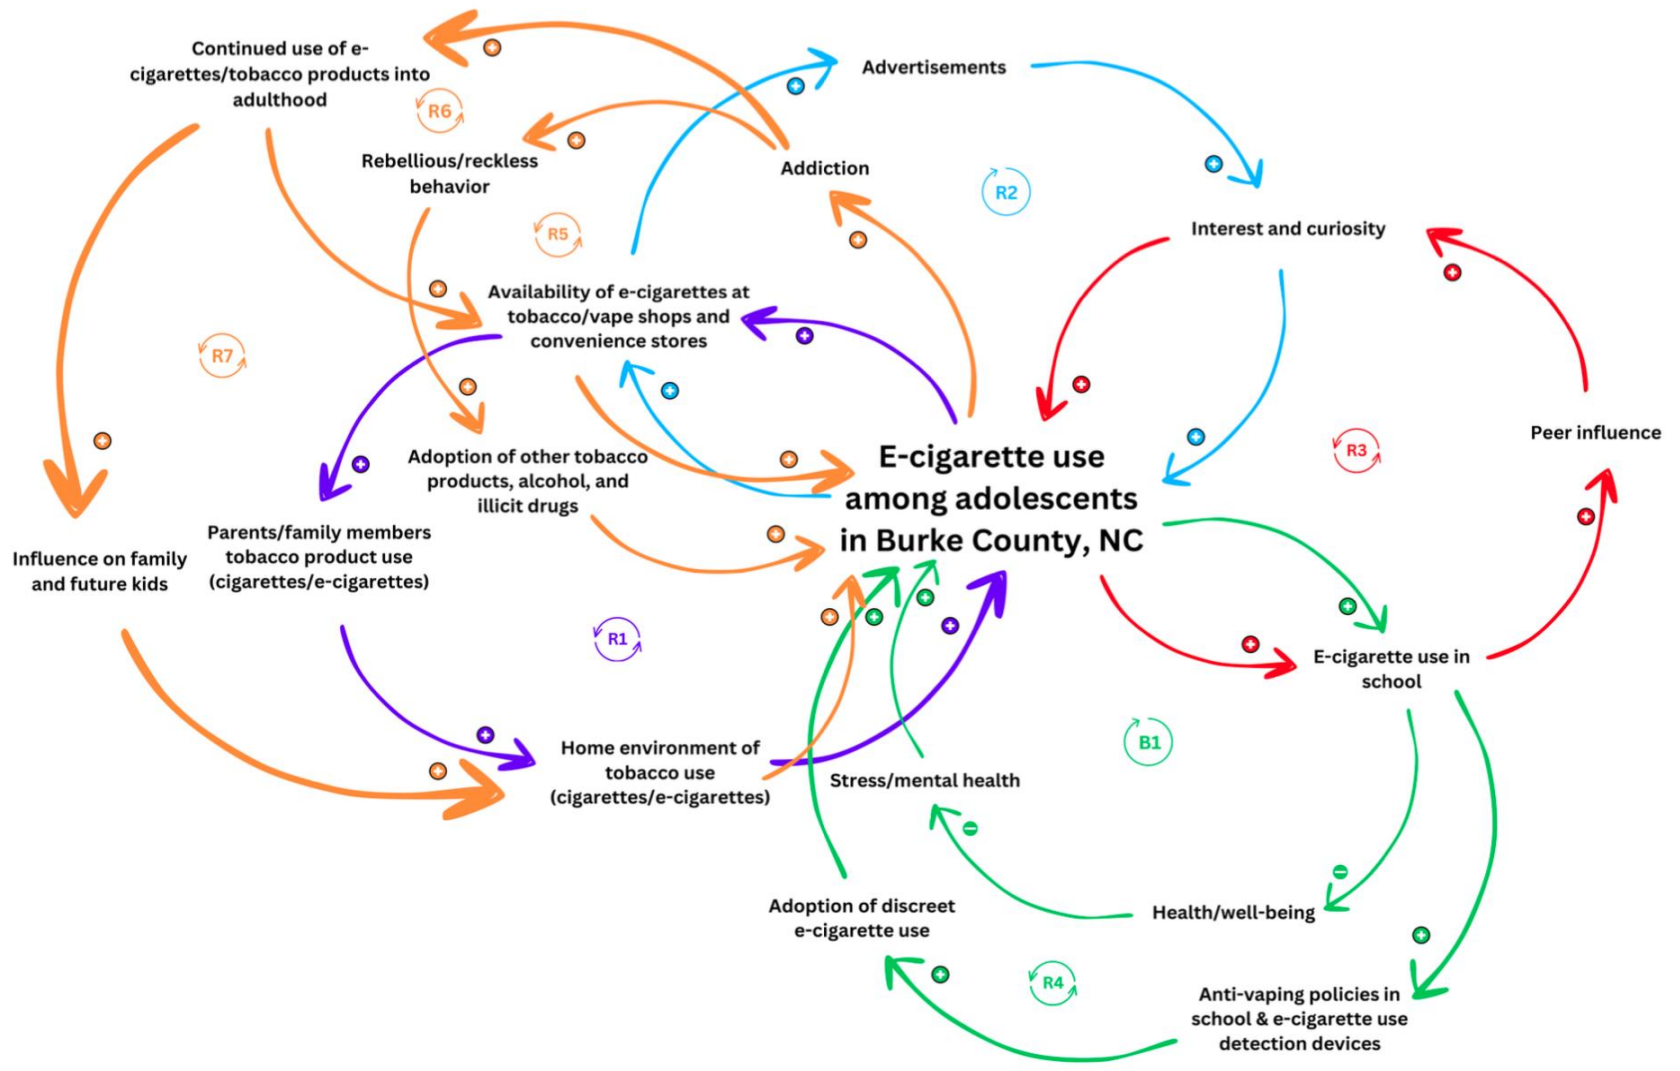 Continued use of e-
cigarettes/tobacco products into
adulthood
R6
Advertisements
Rebellious/reckless
behavior
Addiction
R2
R5
Interest and curiosity
Availability of e-cigarettes at
tobacco/vape shops and
convenience stores
R7
Peer influence
R3
Adoption of other tobacco
products, alcohol, and
illicit drugs
E-cigarette use
among adolescents
in Burke County, NC
Influence on family
and future kids
Parents/family members
tobacco product use
(cigarettes/e-cigarettes)
R1
E-cigarette use in
school
Home environment of
tobacco use
(cigarettes/e-cigarettes)
Stress/mental health
B1
Adoption of discreet
e-cigarette use
Health/well-being
R4
Anti-vaping policies in
school & e-cigarette use
detection devices